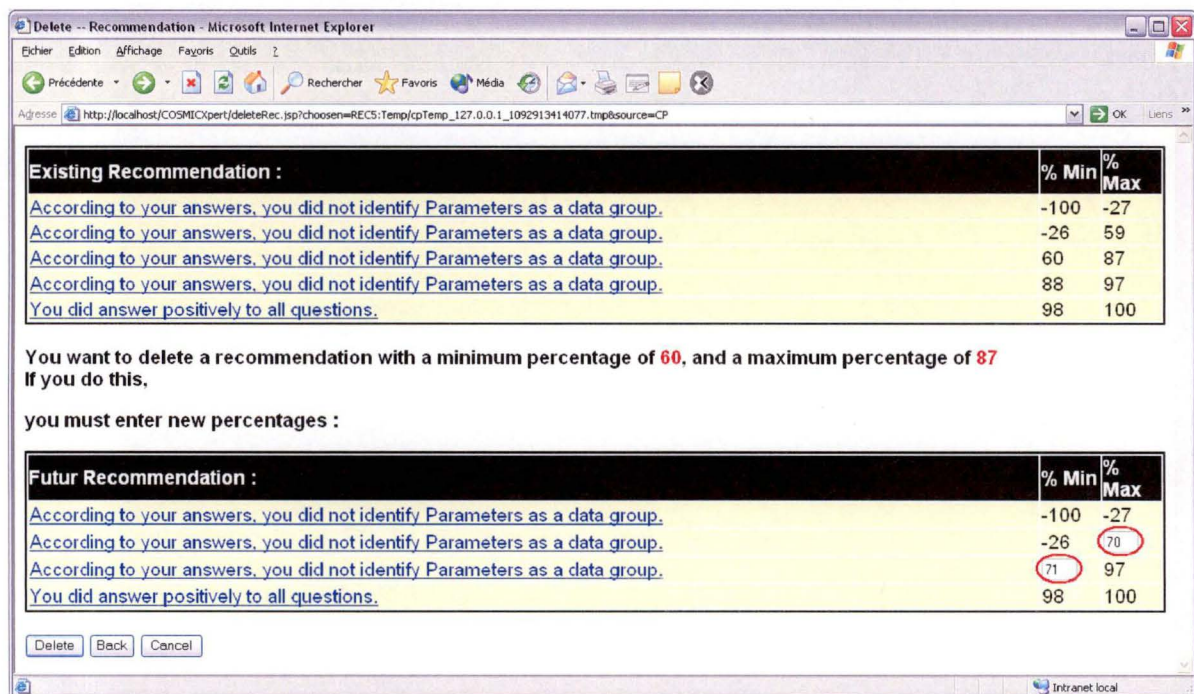 Delete -- Recommendation - Microsoft Internet Explorer
Fichier Edition Affichage Favoris Outils ?
Précédente Rechercher Favoris Média
Adresse http://localhost/COSMICXpert/deleteRec.jsp?choosen=REC5:Temp/cpTemp_127.0.0.1_1092913414077.tmp&source=CP OK Liens »
Existing Recommendation : % Min % Max
According to your answers, you did not identify Parameters as a data group. -100 -27
According to your answers, you did not identify Parameters as a data group. -26 59
According to your answers, you did not identify Parameters as a data group. 60 87
According to your answers, you did not identify Parameters as a data group. 88 97
You did answer positively to all questions. 98 100
You want to delete a recommendation with a minimum percentage of 60, and a maximum percentage of 87
If you do this,
you must enter new percentages :
Futur Recommendation : % Min % Max
According to your answers, you did not identify Parameters as a data group. -100 -27
According to your answers, you did not identify Parameters as a data group. -26 70
According to your answers, you did not identify Parameters as a data group. 71 97
You did answer positively to all questions. 98 100
Delete Back Cancel
Intranet local